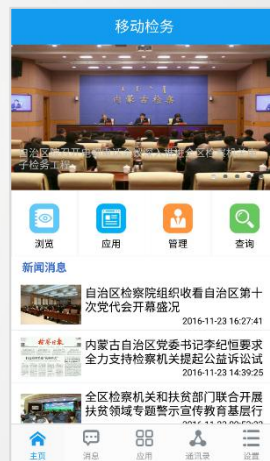 移动检务
内蒙古检察
子检务工程
浏览
应用
管理
查询
新闻消息
自治区检察院组织收看自治区第十
次党代会开幕盛况
2016-11-23 16:27:41
内蒙古自治区党委书记李纪恒要求
全力支持检察机关提起公益诉讼试
2016-11-23 14:39:25
全区检察机关和扶贫部门联合开展
扶贫领域专题警示宣传教育基层行
主页
消息
应用
通讯录
设置